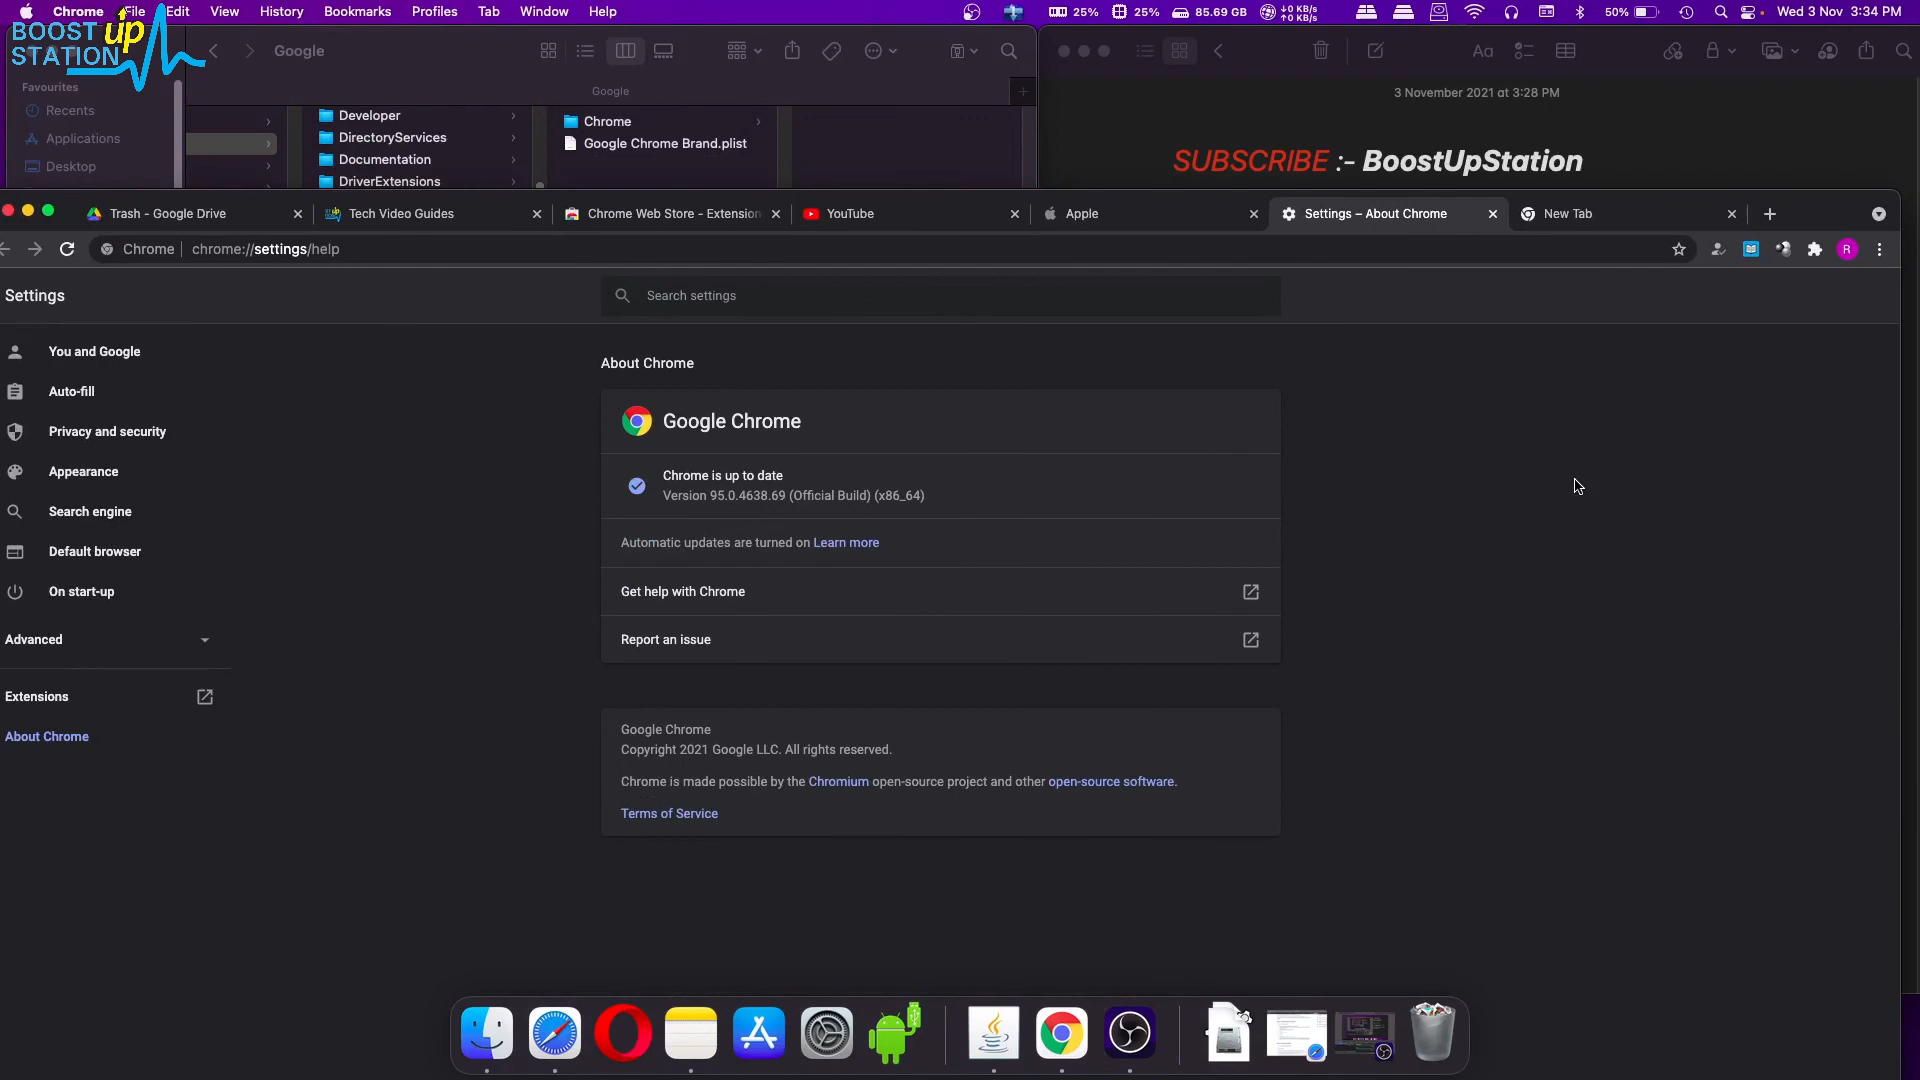 Chrome File Edit View History Bookmarks Profiles Tab Window Help
25% 25% 85.69 GB ↑0 KB/s ↓0 KB/s 50% Wed 3 Nov 3:34 PM
BOOST up STATION
Google
Google
Favourites
Recents
Applications
Desktop
Developer
DirectoryServices
Documentation
DriverExtensions
Chrome
Google Chrome Brand.plist
Aa
3 November 2021 at 3:28 PM
SUBSCRIBE :- BoostUpStation
Trash - Google Drive
Tech Video Guides
Chrome Web Store - Extension
YouTube
Apple
Settings – About Chrome
New Tab
Chrome | chrome://settings/help
R
Settings
Search settings
You and Google
Auto-fill
Privacy and security
Appearance
Search engine
Default browser
On start-up
Advanced
Extensions
About Chrome
About Chrome
Google Chrome
Chrome is up to date
Version 95.0.4638.69 (Official Build) (x86_64)
Automatic updates are turned on Learn more
Get help with Chrome
Report an issue
Google Chrome
Copyright 2021 Google LLC. All rights reserved.
Chrome is made possible by the Chromium open-source project and other open-source software.
Terms of Service